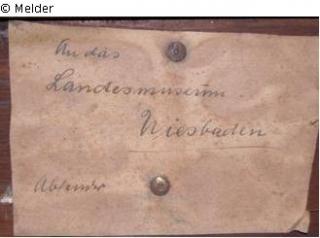 © Melder
An das
Landesmuseum
Wiesbaden
Absender